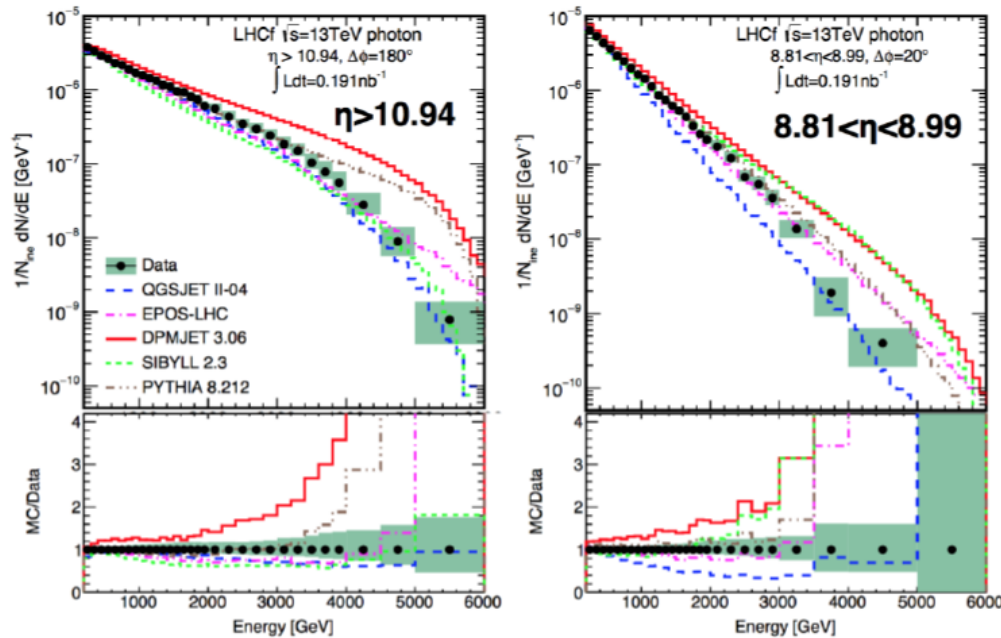 LHCf √s=13TeV photon
η > 10.94, Δϕ=180°
∫Ldt=0.191nb⁻¹
η>10.94
1/N_ine dN/dE [GeV⁻¹]
10⁻⁵
10⁻⁶
10⁻⁷
10⁻⁸
10⁻⁹
10⁻¹⁰
Data
QGSJET II-04
EPOS-LHC
DPMJET 3.06
SIBYLL 2.3
PYTHIA 8.212
MC/Data
4
3
2
1
0
1000 2000 3000 4000 5000 6000
Energy [GeV]
LHCf √s=13TeV photon
8.81<η<8.99, Δϕ=20°
∫Ldt=0.191nb⁻¹
8.81<η<8.99
1/N_ine dN/dE [GeV⁻¹]
10⁻⁵
10⁻⁶
10⁻⁷
10⁻⁸
10⁻⁹
10⁻¹⁰
MC/Data
4
3
2
1
0
1000 2000 3000 4000 5000 6000
Energy [GeV]